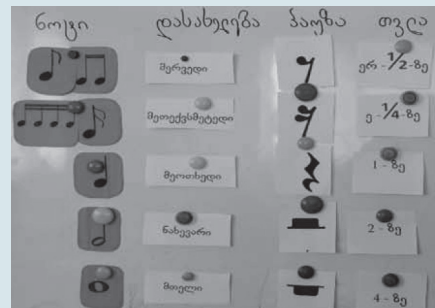 ნოტი დასახელება პაუზა თვლა
მერვედი ერ - 1/2-ზე
მეთექვსმეტედი ე - 1/4-ზე
მეოთხედი 1 - ზე
ნახევარი 2 - ზე
მთელი 4 - ზე